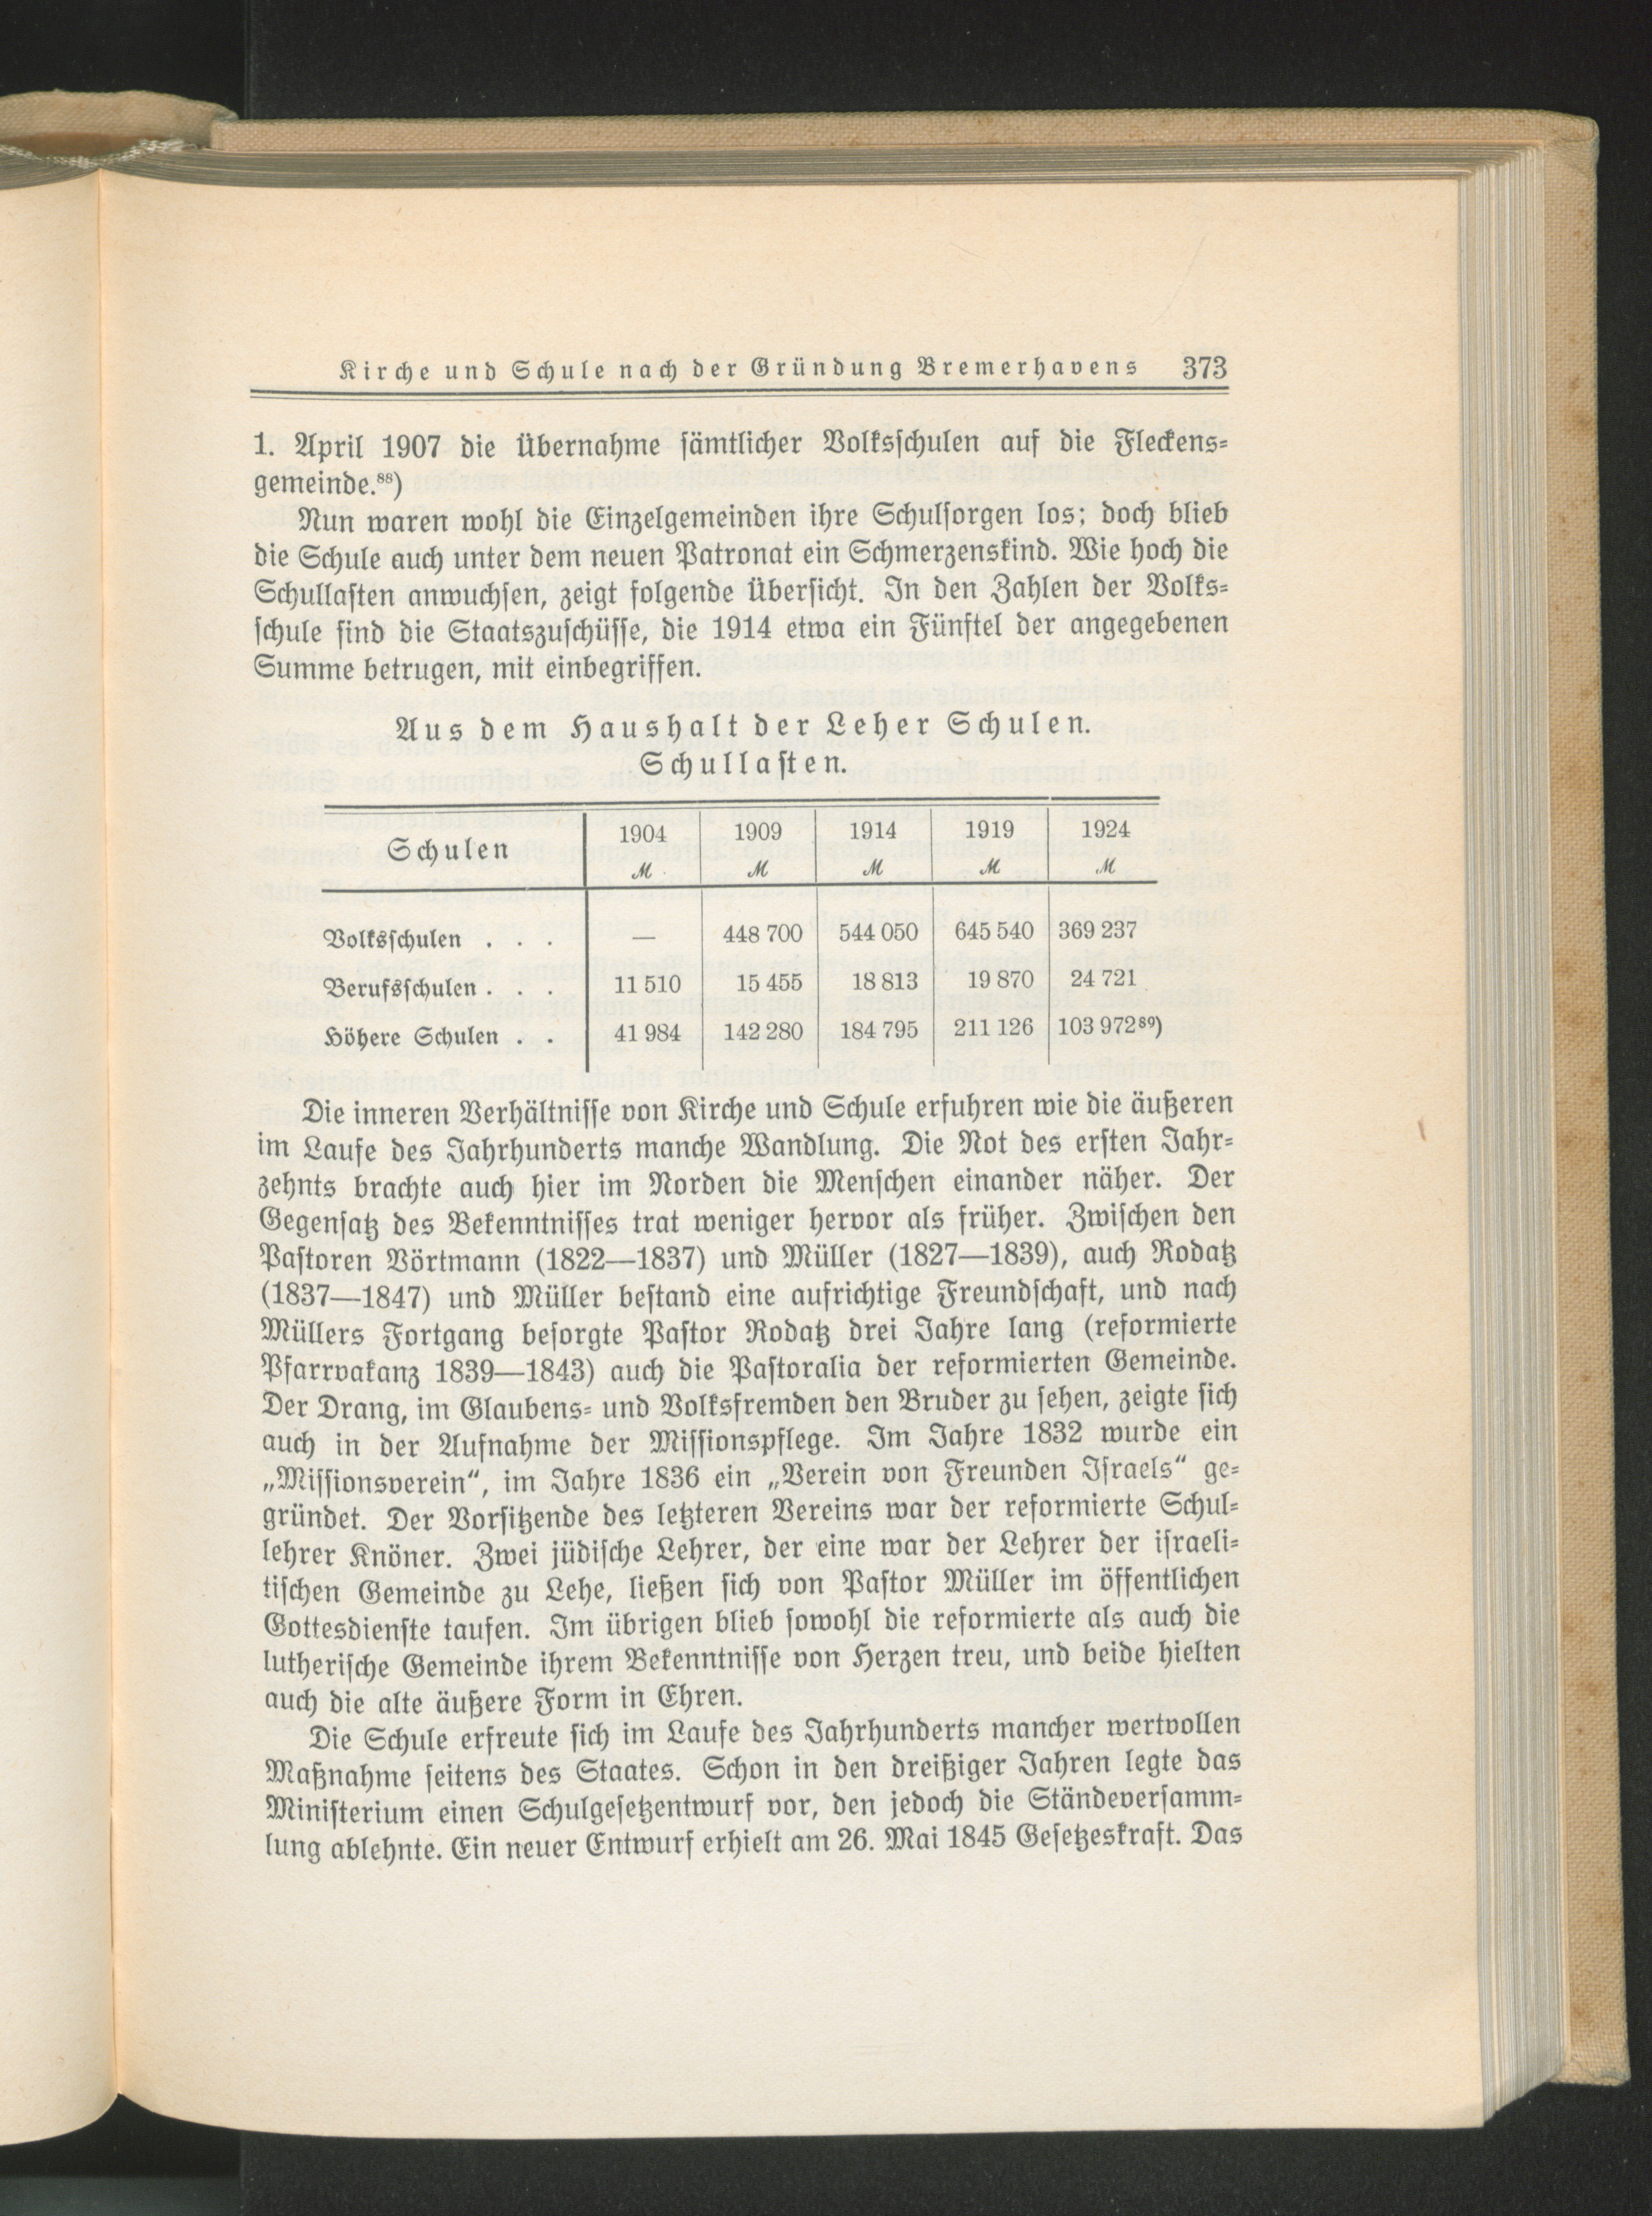 Kirche und Schule nach der Gründung Bremerhavens 373
1. April 1907 die Übernahme sämtlicher Volksschulen auf die Fleckens-
gemeinde.⁸⁸)
Nun waren wohl die Einzelgemeinden ihre Schulsorgen los; doch blieb
die Schule auch unter dem neuen Patronat ein Schmerzenskind. Wie hoch die
Schullasten anwuchsen, zeigt folgende Übersicht. In den Zahlen der Volks-
schule sind die Staatszuschüsse, die 1914 etwa ein Fünftel der angegebenen
Summe betrugen, mit einbegriffen.
Aus dem Haushalt der Leher Schulen.
Schullasten.
Schulen 1904 1909 1914 1919 1924
ℳ ℳ ℳ ℳ ℳ
Volksschulen . . . — 448 700 544 050 645 540 369 237
Berufsschulen . . . 11 510 15 455 18 813 19 870 24 721
Höhere Schulen . . 41 984 142 280 184 795 211 126 103 972⁸⁹)
Die inneren Verhältnisse von Kirche und Schule erfuhren wie die äußeren
im Laufe des Jahrhunderts manche Wandlung. Die Not des ersten Jahr-
zehnts brachte auch hier im Norden die Menschen einander näher. Der
Gegensatz des Bekenntnisses trat weniger hervor als früher. Zwischen den
Pastoren Vörtmann (1822—1837) und Müller (1827—1839), auch Rodatz
(1837—1847) und Müller bestand eine aufrichtige Freundschaft, und nach
Müllers Fortgang besorgte Pastor Rodatz drei Jahre lang (reformierte
Pfarrvakanz 1839—1843) auch die Pastoralia der reformierten Gemeinde.
Der Drang, im Glaubens- und Volksfremden den Bruder zu sehen, zeigte sich
auch in der Aufnahme der Missionspflege. Im Jahre 1832 wurde ein
„Missionsverein“, im Jahre 1836 ein „Verein von Freunden Israels“ ge-
gründet. Der Vorsitzende des letzteren Vereins war der reformierte Schul-
lehrer Knöner. Zwei jüdische Lehrer, der eine war der Lehrer der israeli-
tischen Gemeinde zu Lehe, ließen sich von Pastor Müller im öffentlichen
Gottesdienste taufen. Im übrigen blieb sowohl die reformierte als auch die
lutherische Gemeinde ihrem Bekenntnisse von Herzen treu, und beide hielten
auch die alte äußere Form in Ehren.
Die Schule erfreute sich im Laufe des Jahrhunderts mancher wertvollen
Maßnahme seitens des Staates. Schon in den dreißiger Jahren legte das
Ministerium einen Schulgesetzentwurf vor, den jedoch die Ständeversamm-
lung ablehnte. Ein neuer Entwurf erhielt am 26. Mai 1845 Gesetzeskraft. Das